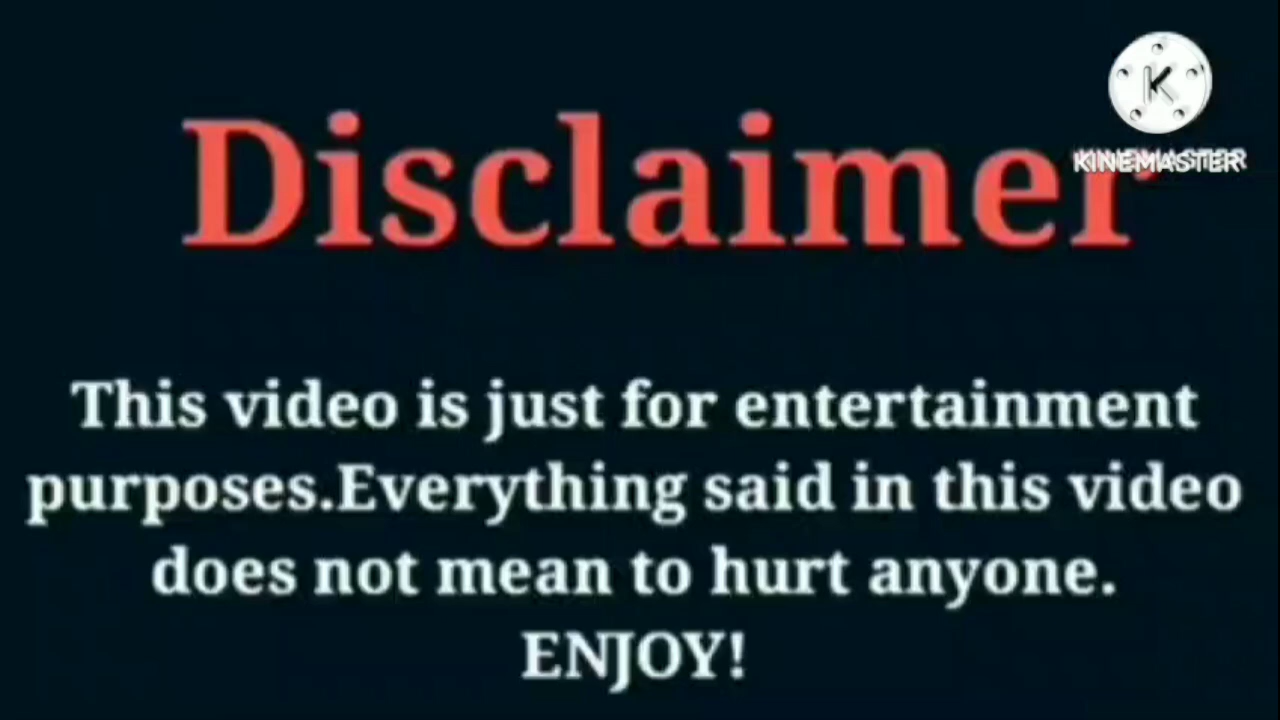 K
KINEMASTER
Disclaimer
This video is just for entertainment
purposes.Everything said in this video
does not mean to hurt anyone.
ENJOY!